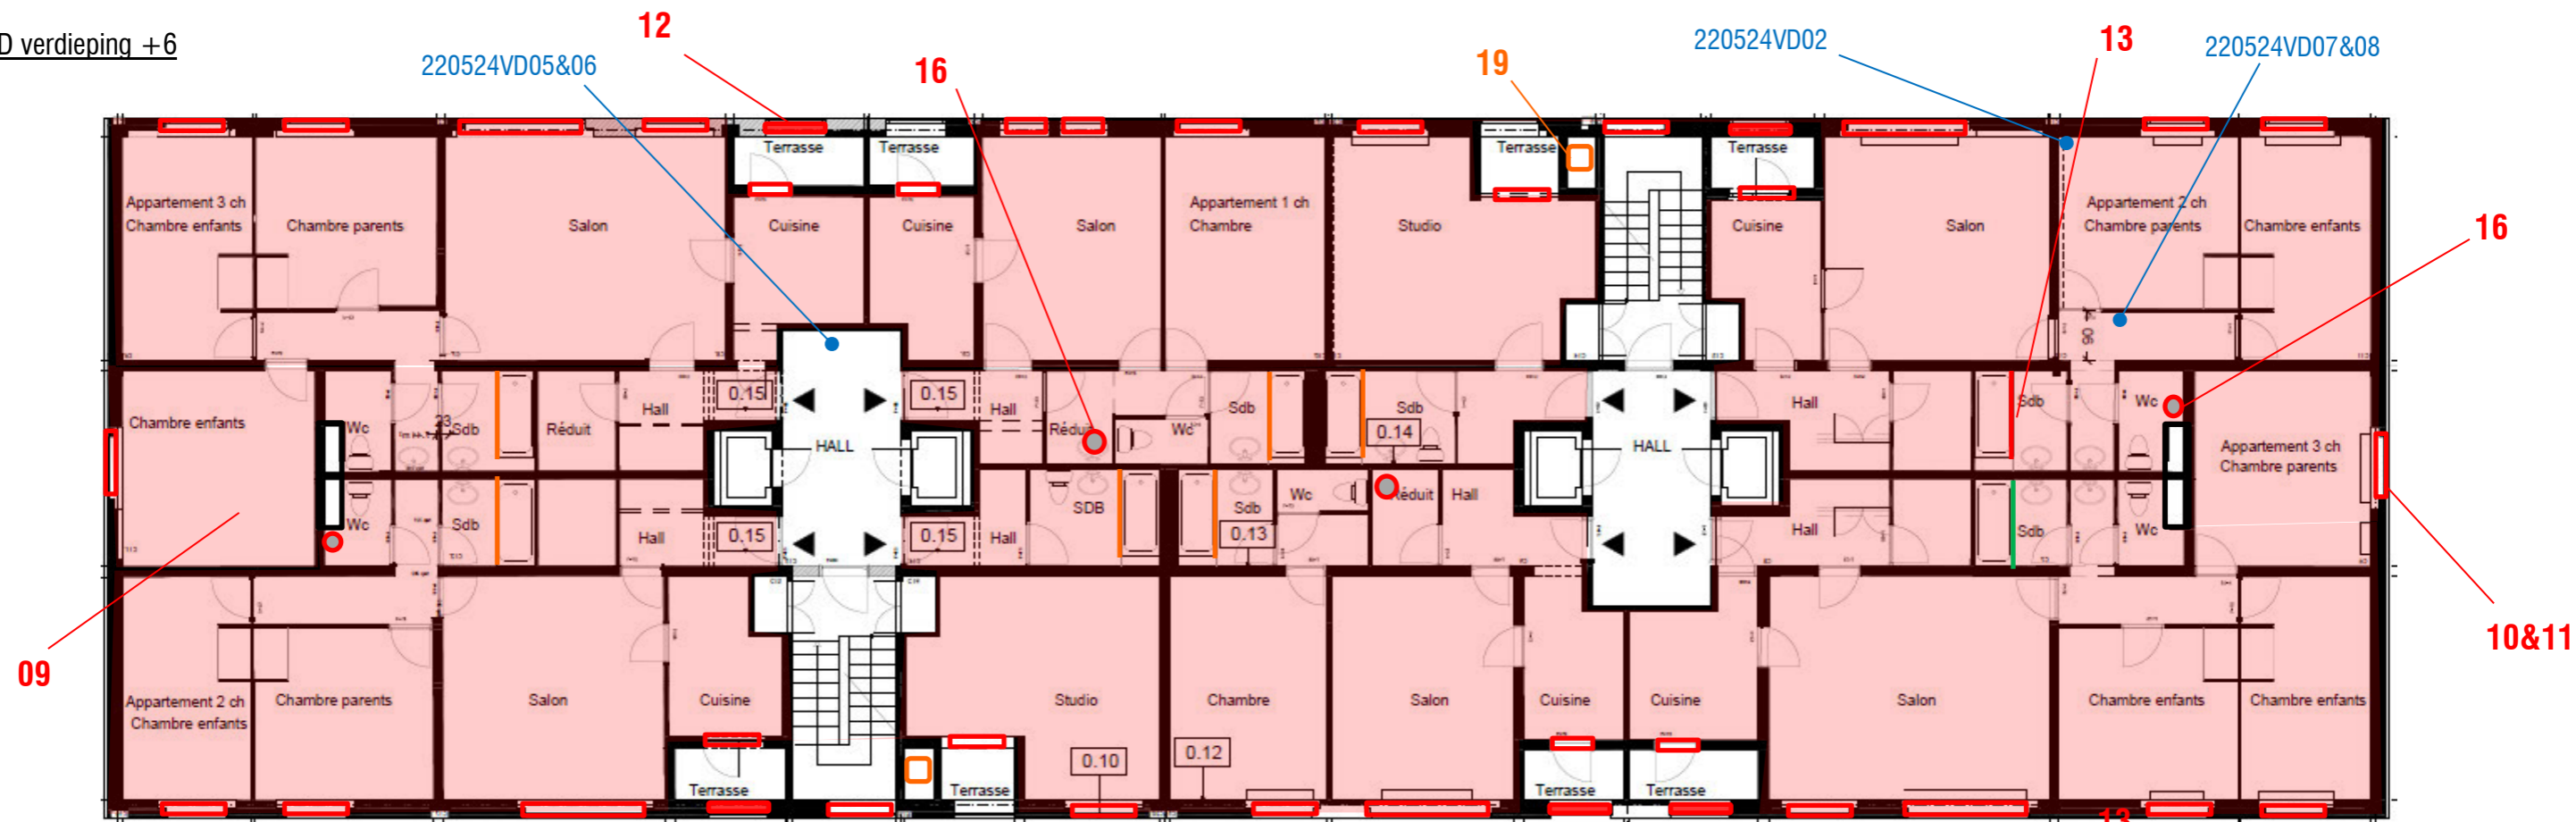 D verdieping +6
12
220524VD05&06
16
19
220524VD02
13
220524VD07&08
16
Terrasse
Terrasse
Terrasse
Terrasse
Appartement 3 ch
Chambre enfants
Chambre parents
Salon
Cuisine
Cuisine
Salon
Appartement 1 ch
Chambre
Studio
Cuisine
Salon
Appartement 2 ch
Chambre parents
Chambre enfants
90
0.15
0.15
Chambre enfants
Wc
23
Sdb
Réduit
Hall
HALL
Hall
Réduit
Wc
Sdb
Sdb
0.14
HALL
Hall
Sdb
Wc
Appartement 3 ch
Chambre parents
Wc
Sdb
Hall
0.15
0.15
Hall
SDB
Sdb
0.13
Wc
Réduit
Hall
Hall
Sdb
Wc
09
10&11
Appartement 2 ch
Chambre enfants
Chambre parents
Salon
Cuisine
Studio
Chambre
Salon
Cuisine
Cuisine
Salon
Chambre enfants
Chambre enfants
0.10
0.12
Terrasse
Terrasse
Terrasse
Terrasse
13